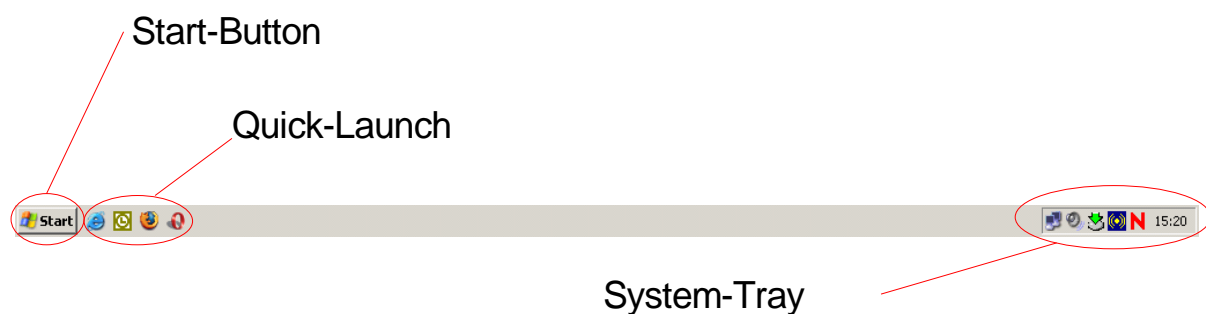 Start-Button
Quick-Launch
Start
N 15:20
System-Tray